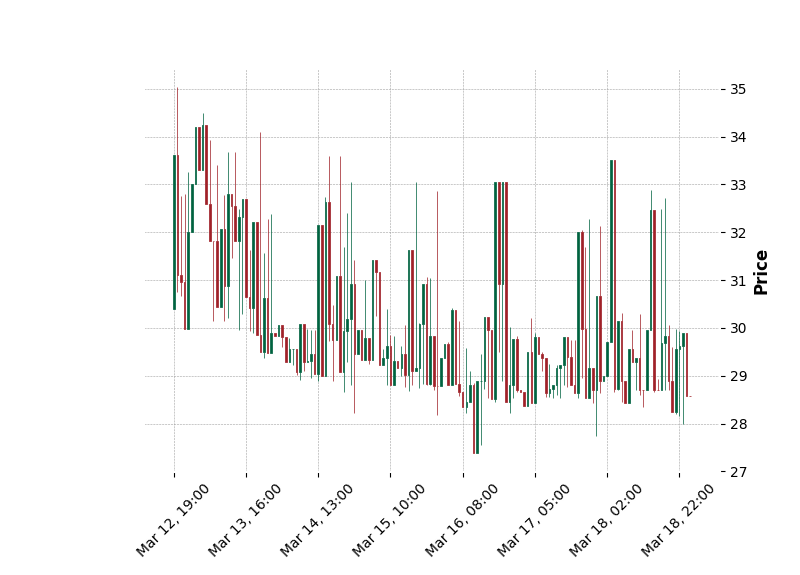 35
34
33
32
31
30
29
28
27
Price
Mar 12, 19:00
Mar 13, 16:00
Mar 14, 13:00
Mar 15, 10:00
Mar 16, 08:00
Mar 17, 05:00
Mar 18, 02:00
Mar 18, 22:00